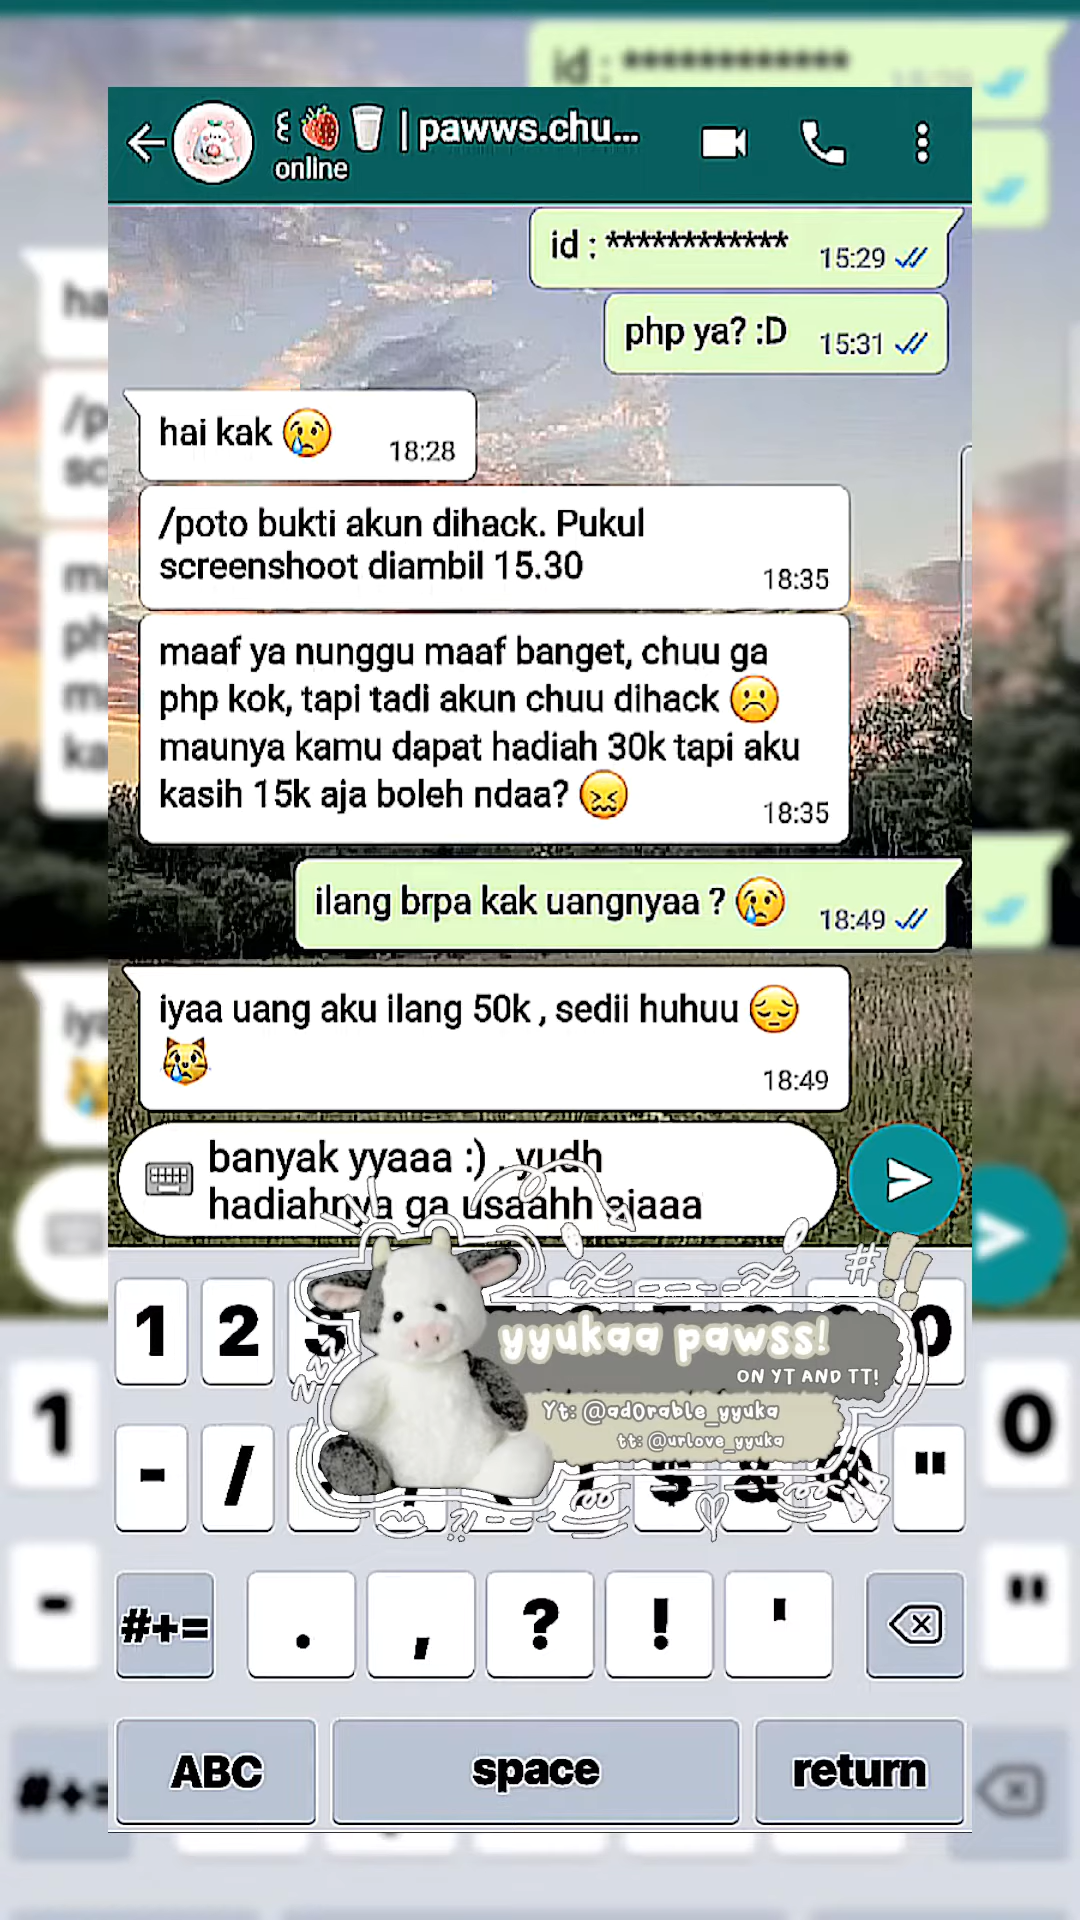 id : ************
꒰🍓🥛 | pawws.chu...
online
id : ************ 15:29
php ya? :D 15:31
hai kak 😢 18:28
/poto bukti akun dihack. Pukul
screenshoot diambil 15.30 18:35
maaf ya nunggu maaf banget, chuu ga
php kok, tapi tadi akun chuu dihack ☹️
maunya kamu dapat hadiah 30k tapi aku
kasih 15k aja boleh ndaa? 😖 18:35
ilang brpa kak uangnyaa ? 😢 18:49
iyaa uang aku ilang 50k , sedii huhuu 😔
😿 18:49
banyak yyaaa :) , yudh
hadiahnya ga usaahh ajaaa
1 2 3 0
yyukaa pawss!
ON YT AND TT!
Yt: @ad0rable_yyuka
tt: @urlove_yyuka
- / "
#+= . , ? ! '
ABC space return